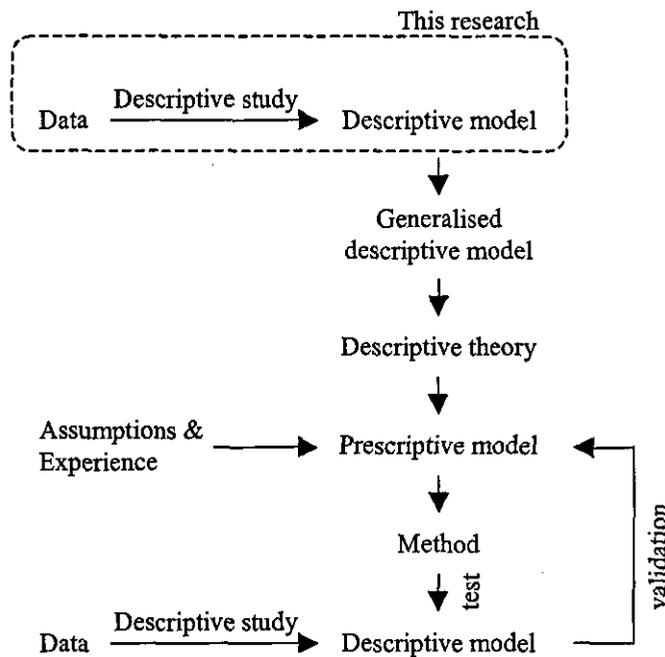 This research
Descriptive study
Data
Descriptive model
Generalised
descriptive model
Descriptive theory
Assumptions &
Experience
Prescriptive model
Method
test
validation
Descriptive study
Data
Descriptive model